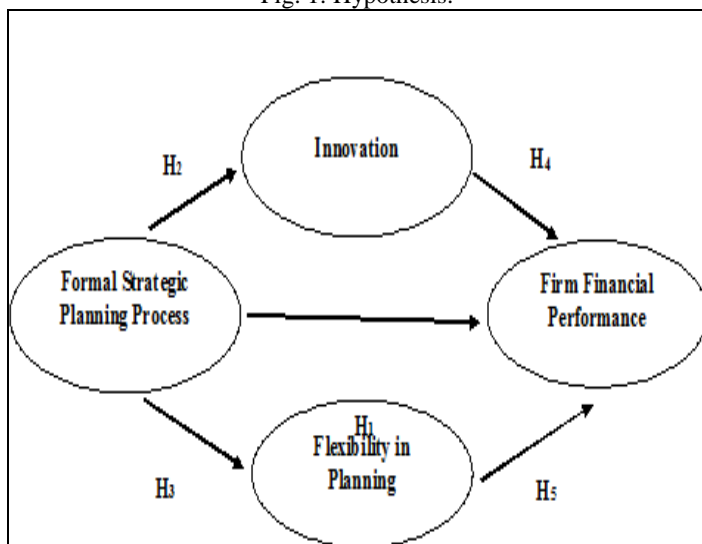 Fig. 1. Hypothesis.
Innovation
H2
H4
Formal Strategic
Planning Process
Firm Financial
Performance
H1
Flexibility in
Planning
H3
H5